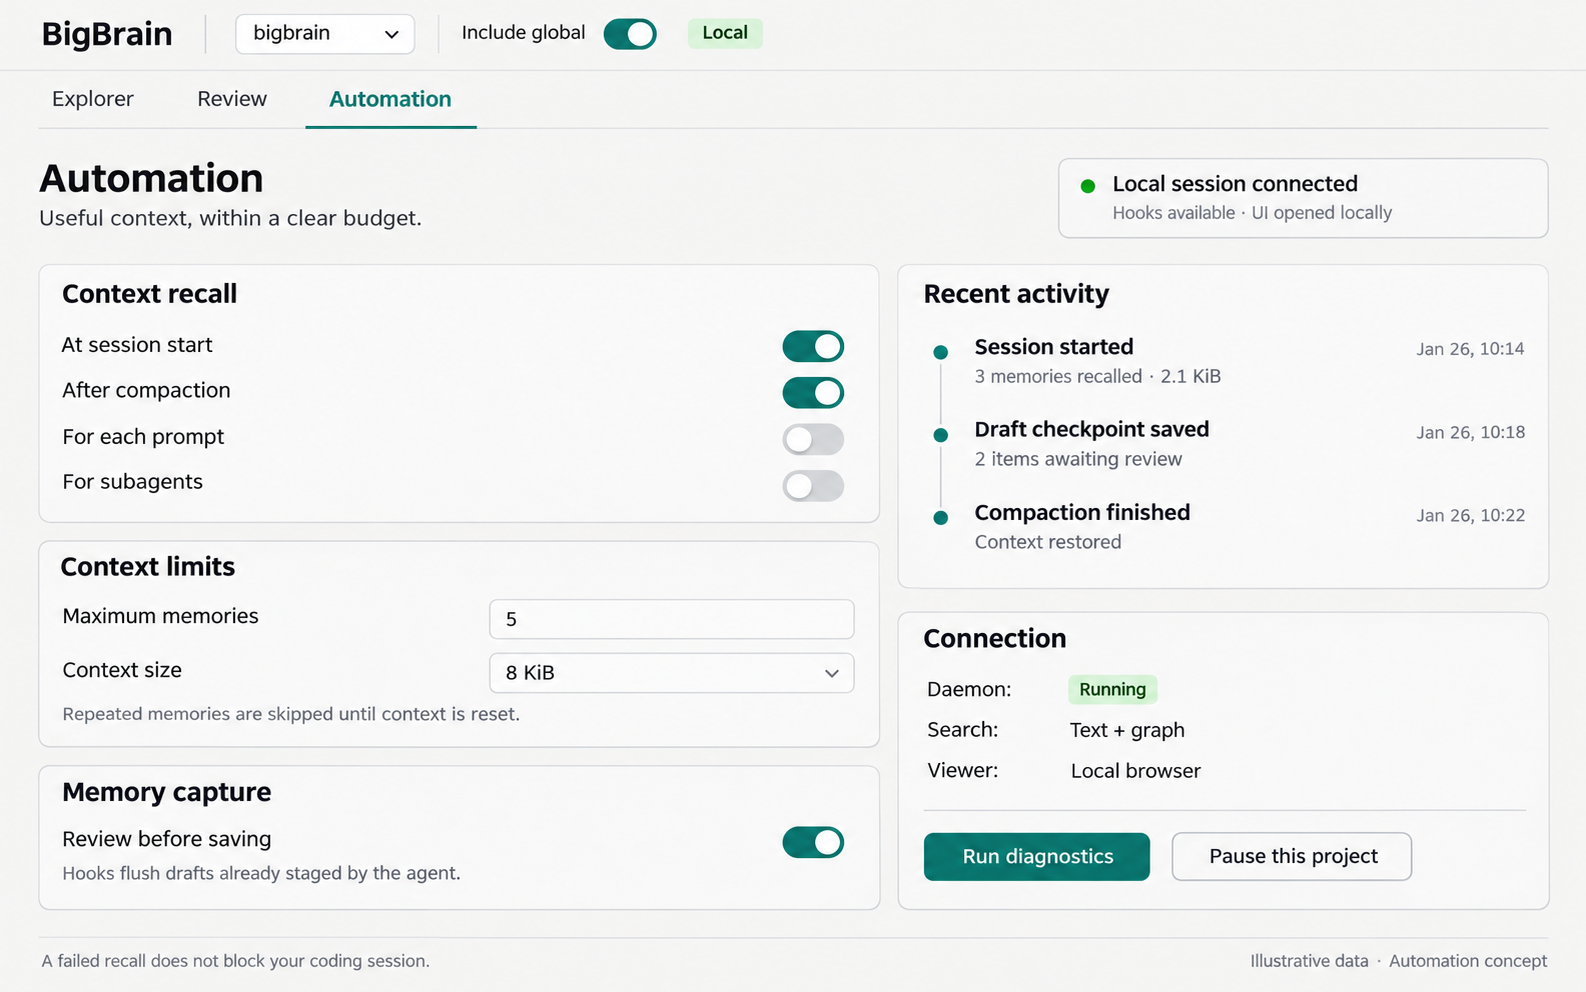 BigBrain
bigbrain
Include global
Local
Explorer
Review
Automation
Automation
Useful context, within a clear budget.
Local session connected
Hooks available · UI opened locally
Context recall
At session start
After compaction
For each prompt
For subagents
Context limits
Maximum memories
5
Context size
8 KiB
Repeated memories are skipped until context is reset.
Memory capture
Review before saving
Hooks flush drafts already staged by the agent.
Recent activity
Session started
Jan 26, 10:14
3 memories recalled · 2.1 KiB
Draft checkpoint saved
Jan 26, 10:18
2 items awaiting review
Compaction finished
Jan 26, 10:22
Context restored
Connection
Daemon: Running
Search: Text + graph
Viewer: Local browser
Run diagnostics
Pause this project
A failed recall does not block your coding session.
Illustrative data · Automation concept